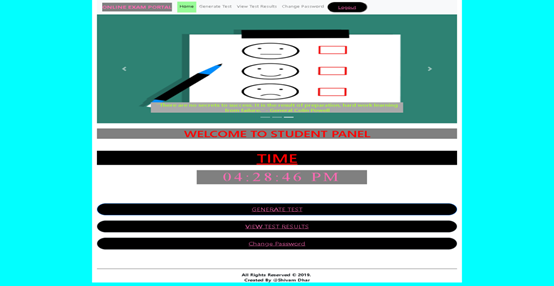 ONLINE EXAM PORTAL Home Generate Test View Test Results Change Password Logout
There are no secrets to success. It is the result of preparation, hard work learning
from failure. - General Colin Powell
WELCOME TO STUDENT PANEL
TIME
04:28:46 PM
GENERATE TEST
VIEW TEST RESULTS
Change Password
All Rights Reserved © 2019.
Created By @Shivain Dhar